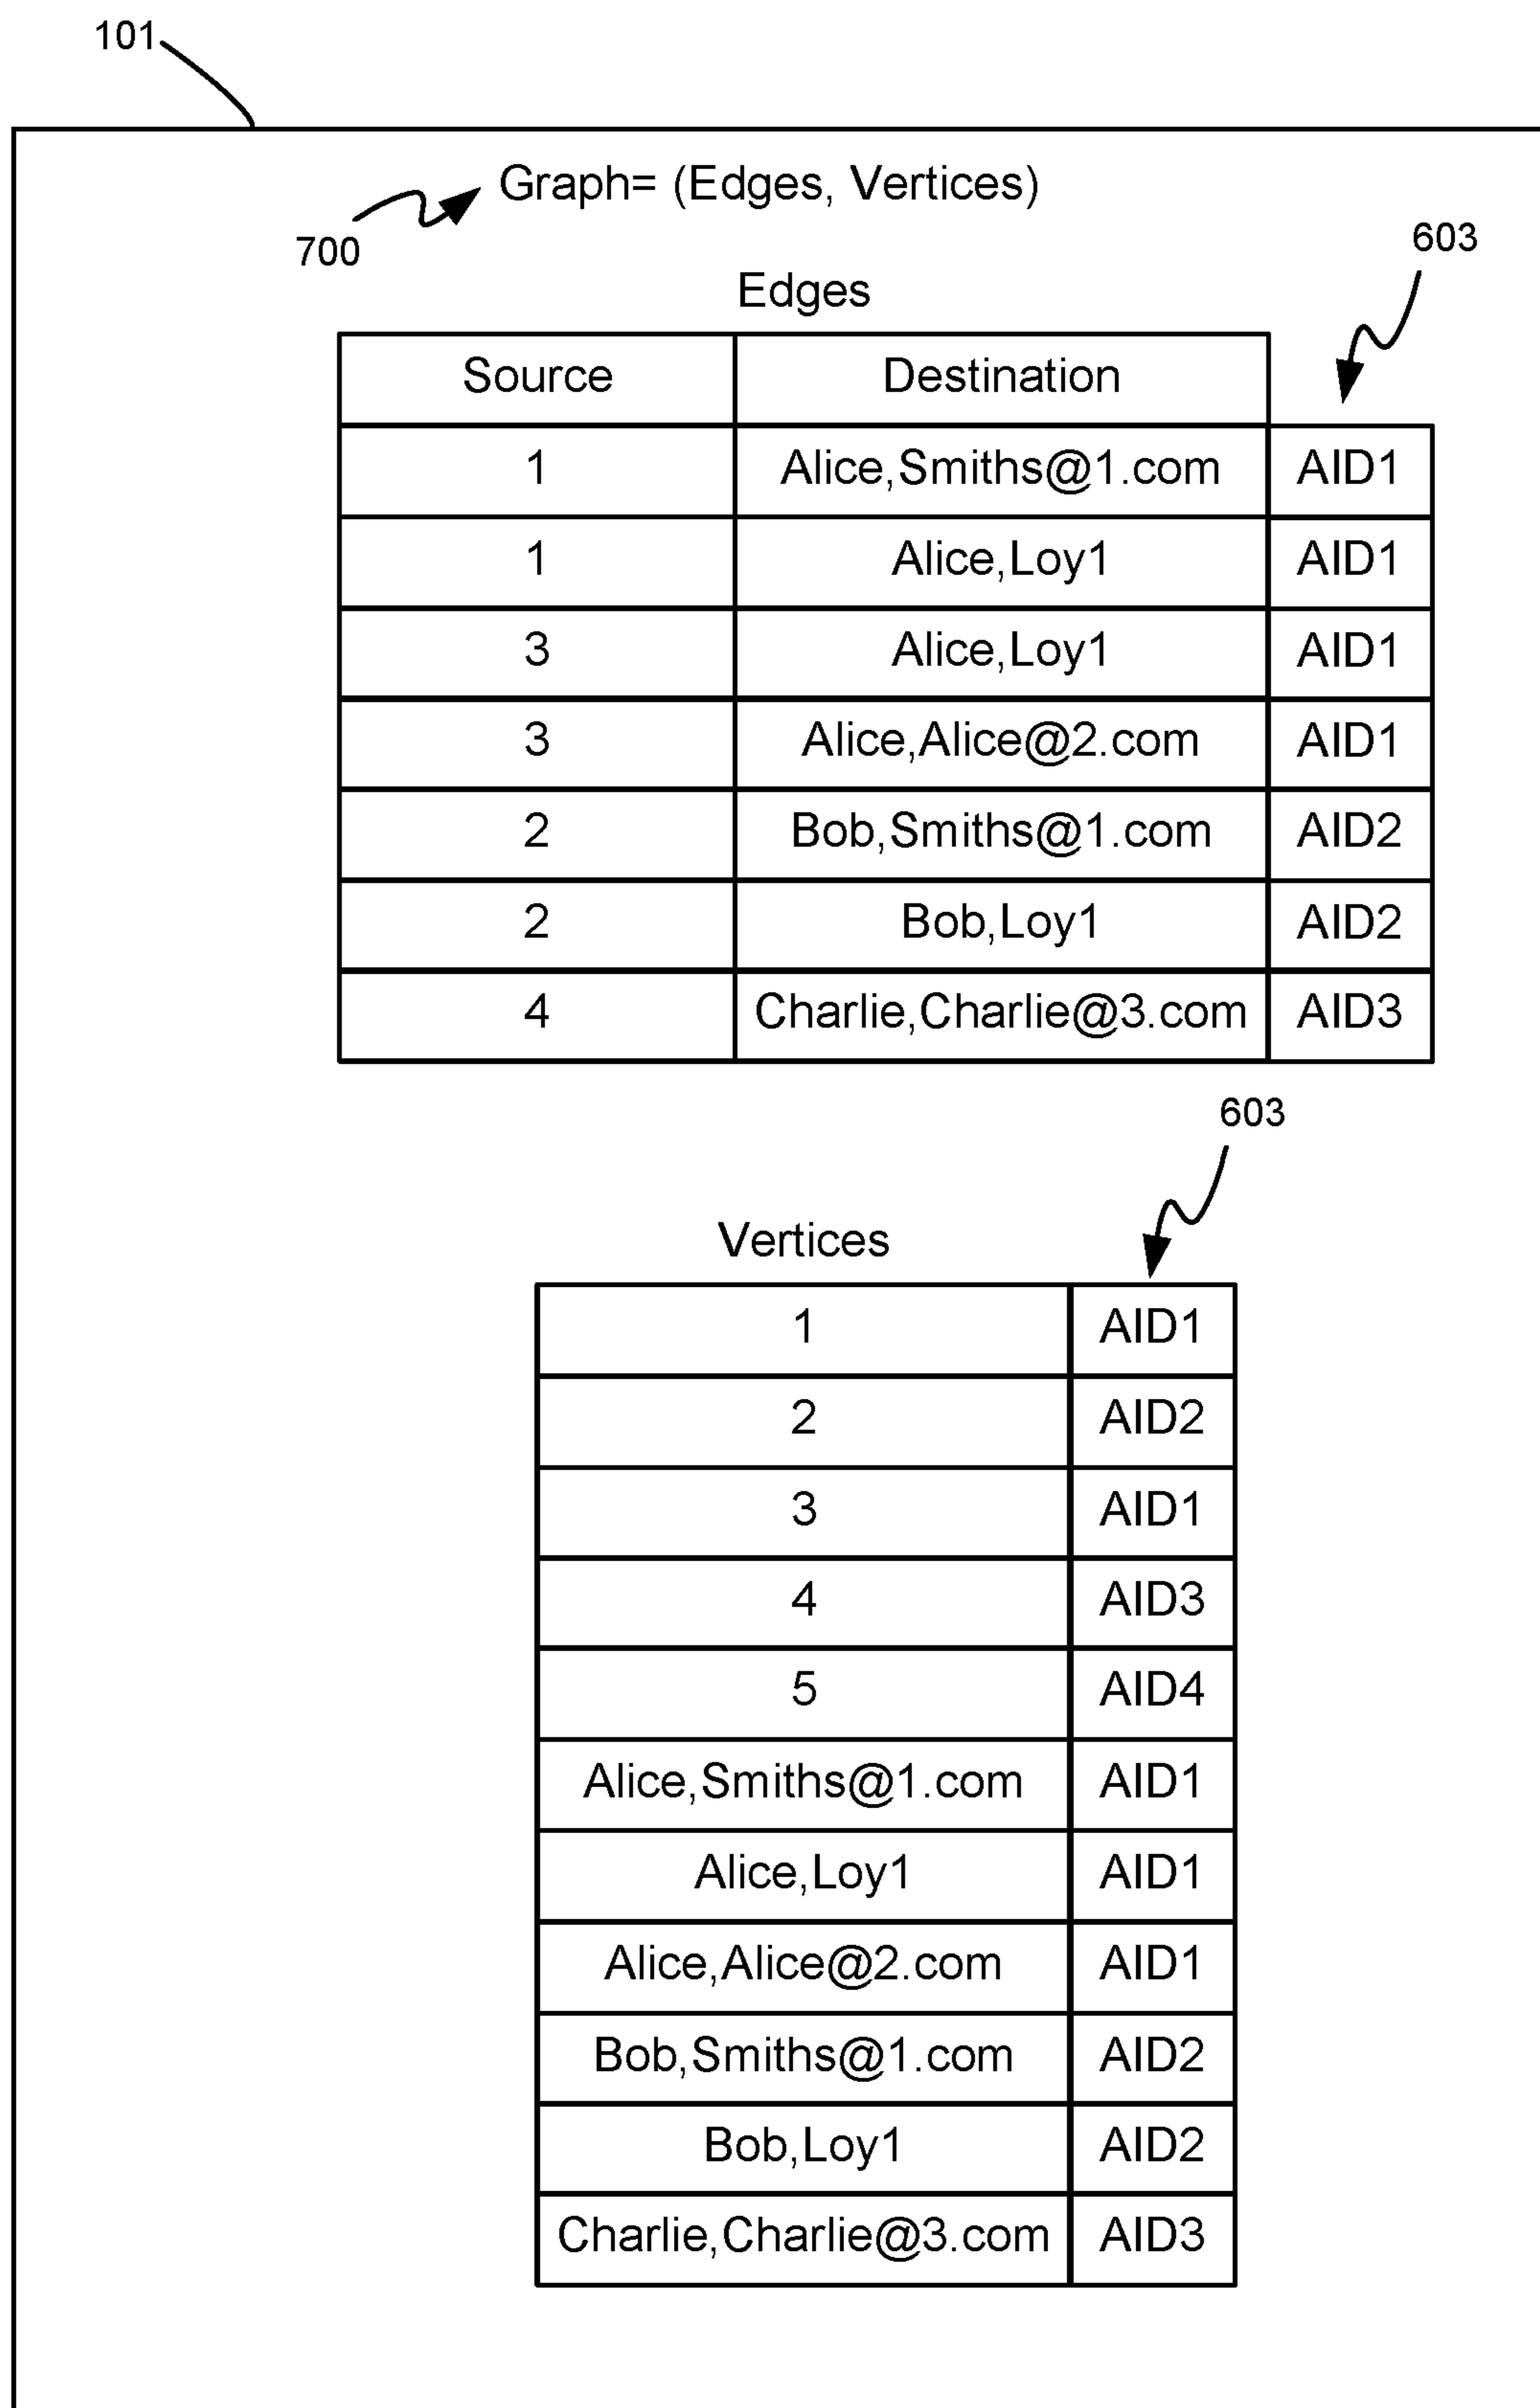 101
Graph= (Edges, Vertices)
700
603
Edges
Source Destination
1 Alice,Smiths@1.com AID1
1 Alice,Loy1 AID1
3 Alice,Loy1 AID1
3 Alice,Alice@2.com AID1
2 Bob,Smiths@1.com AID2
2 Bob,Loy1 AID2
4 Charlie,Charlie@3.com AID3
603
Vertices
1 AID1
2 AID2
3 AID1
4 AID3
5 AID4
Alice,Smiths@1.com AID1
Alice,Loy1 AID1
Alice,Alice@2.com AID1
Bob,Smiths@1.com AID2
Bob,Loy1 AID2
Charlie,Charlie@3.com AID3